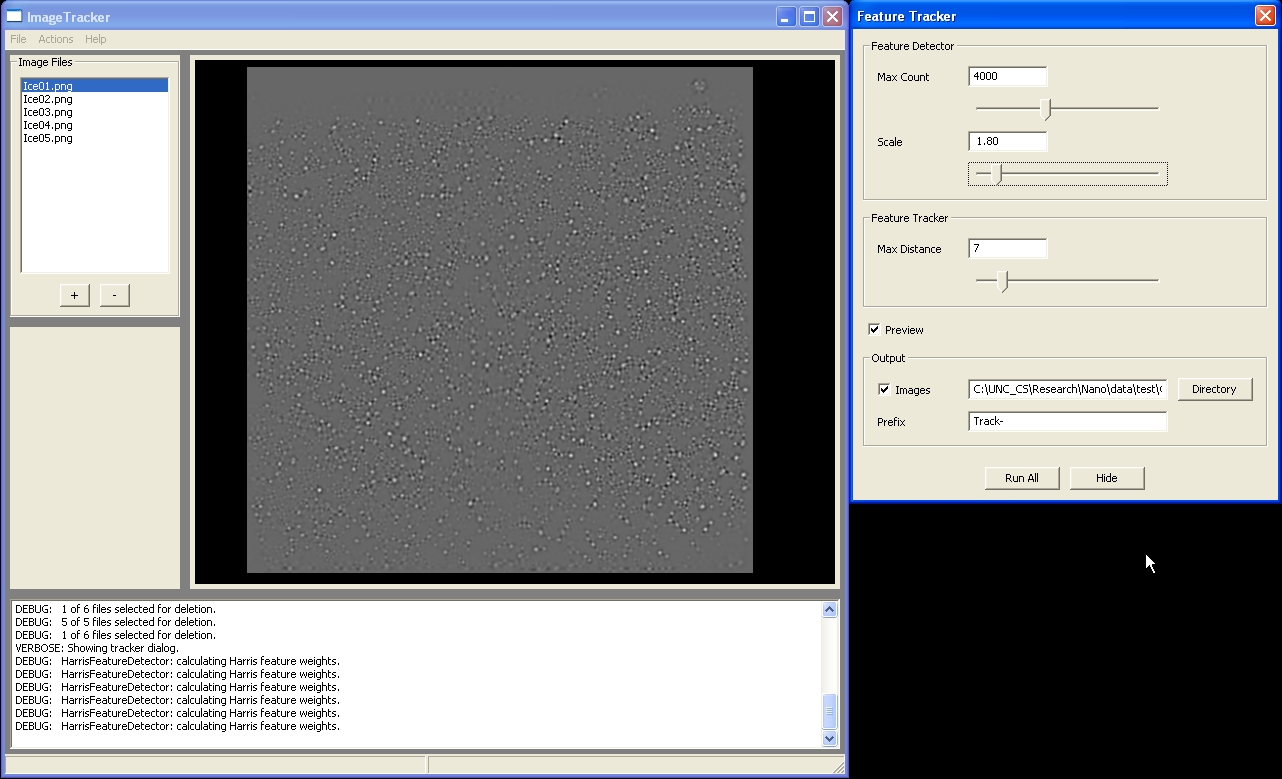 ImageTracker
File Actions Help
Image Files
Ice01.png
Ice02.png
Ice03.png
Ice04.png
Ice05.png
+ -
DEBUG: 1 of 6 files selected for deletion.
DEBUG: 5 of 5 files selected for deletion.
DEBUG: 1 of 6 files selected for deletion.
VERBOSE: Showing tracker dialog.
DEBUG: HarrisFeatureDetector: calculating Harris feature weights.
DEBUG: HarrisFeatureDetector: calculating Harris feature weights.
DEBUG: HarrisFeatureDetector: calculating Harris feature weights.
DEBUG: HarrisFeatureDetector: calculating Harris feature weights.
DEBUG: HarrisFeatureDetector: calculating Harris feature weights.
DEBUG: HarrisFeatureDetector: calculating Harris feature weights.
Feature Tracker
Feature Detector
Max Count 4000
Scale 1.80
Feature Tracker
Max Distance 7
Preview
Output
Images C:\UNC_CS\Research\Nano\data\test\ Directory
Prefix Track-
Run All Hide